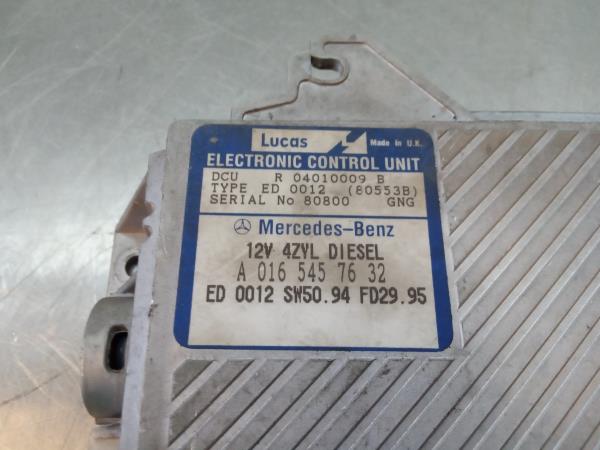 Lucas Made in U.K.
ELECTRONIC CONTROL UNIT
DCU R 04010009 B
TYPE ED 0012 (80553B)
SERIAL No 80800 GNG
Mercedes-Benz
12V 4ZYL DIESEL
A 016 545 76 32
ED 0012 SW50.94 FD29.95